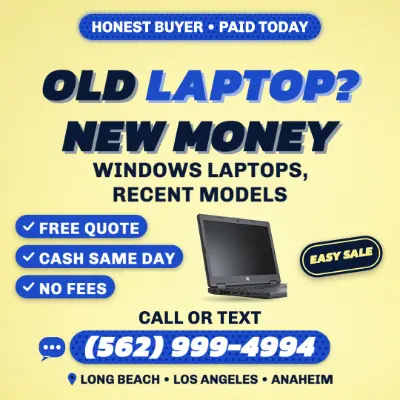 HONEST BUYER • PAID TODAY
OLD LAPTOP?
NEW MONEY
WINDOWS LAPTOPS,
RECENT MODELS
FREE QUOTE
CASH SAME DAY
NO FEES
EASY SALE
CALL OR TEXT
(562) 999-4994
LONG BEACH • LOS ANGELES • ANAHEIM